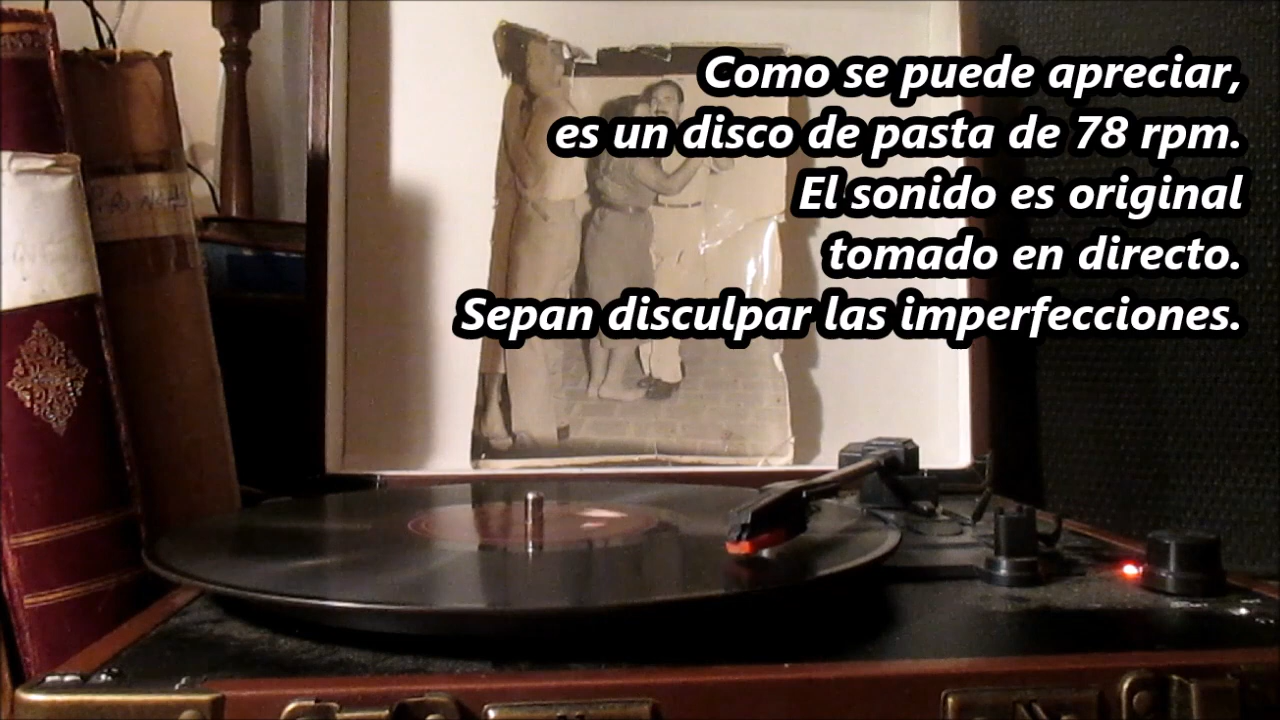 Como se puede apreciar,
es un disco de pasta de 78 rpm.
El sonido es original
tomado en directo.
Sepan disculpar las imperfecciones.